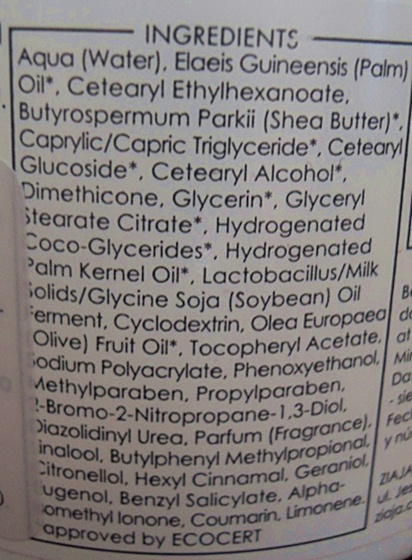 INGREDIENTS
Aqua (Water), Elaeis Guineensis (Palm)
Oil*, Cetearyl Ethylhexanoate,
Butyrospermum Parkii (Shea Butter)*,
Caprylic/Capric Triglyceride*, Cetearyl
Glucoside*, Cetearyl Alcohol*,
Dimethicone, Glycerin*, Glyceryl
Stearate Citrate*, Hydrogenated
Coco-Glycerides*, Hydrogenated
Palm Kernel Oil*, Lactobacillus/Milk
Solids/Glycine Soja (Soybean) Oil
Ferment, Cyclodextrin, Olea Europaea
(Olive) Fruit Oil*, Tocopheryl Acetate,
Sodium Polyacrylate, Phenoxyethanol,
Methylparaben, Propylparaben,
2-Bromo-2-Nitropropane-1,3-Diol,
Diazolidinyl Urea, Parfum (Fragrance),
Linalool, Butylphenyl Methylpropional,
Citronellol, Hexyl Cinnamal, Geraniol,
Eugenol, Benzyl Salicylate, Alpha-
Isomethyl Ionone, Coumarin, Limonene.
approved by ECOCERT
ZIAJA
ul. Jes
ziaja.c